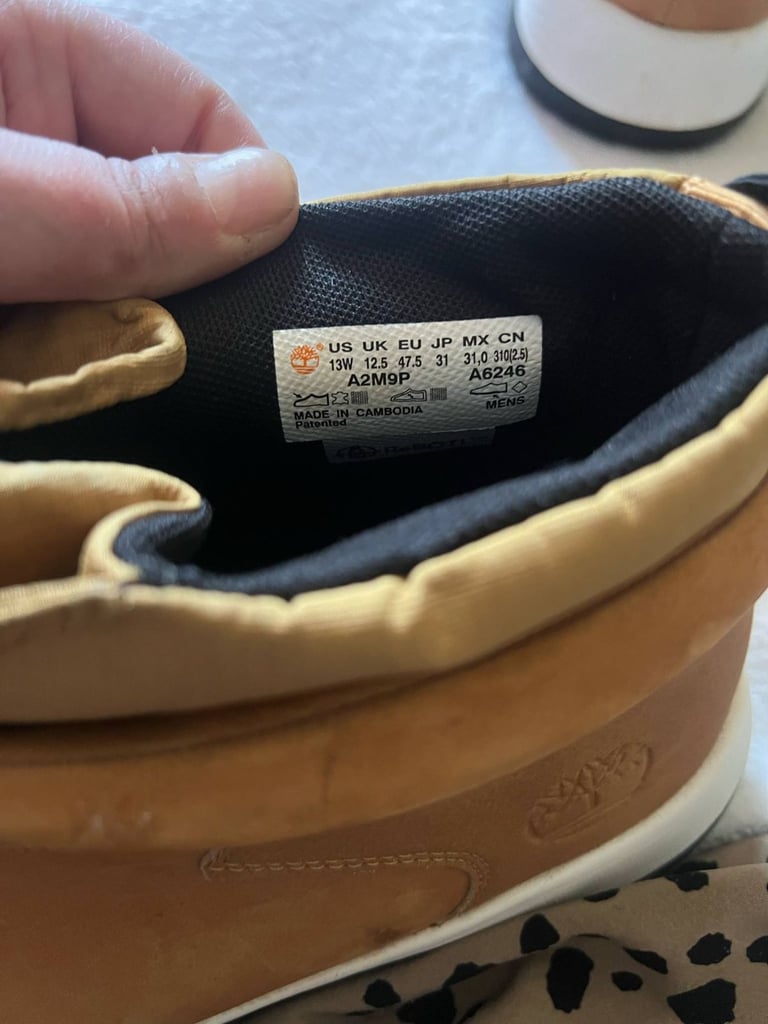 US UK EU JP MX CN
13W 12.5 47.5 31 31,0 310(2.5)
A2M9P A6246
MENS
MADE IN CAMBODIA
Patented